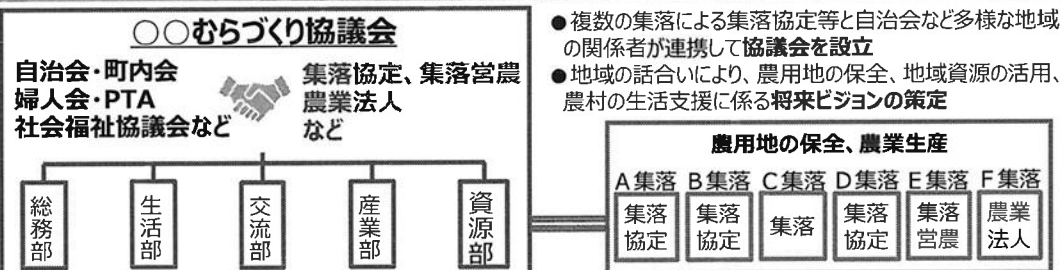 ○○むらづくり協議会
自治会・町内会
婦人会・PTA
社会福祉協議会など
集落協定、集落営農
農業法人
など
総務部
生活部
交流部
産業部
資源部
●複数の集落による集落協定等と自治会など多様な地域
の関係者が連携して協議会を設立
●地域の話合いにより、農用地の保全、地域資源の活用、
農村の生活支援に係る将来ビジョンの策定
農用地の保全、農業生産
A集落 B集落 C集落 D集落 E集落 F集落
集落協定
集落協定
集落
集落協定
集落営農
農業法人